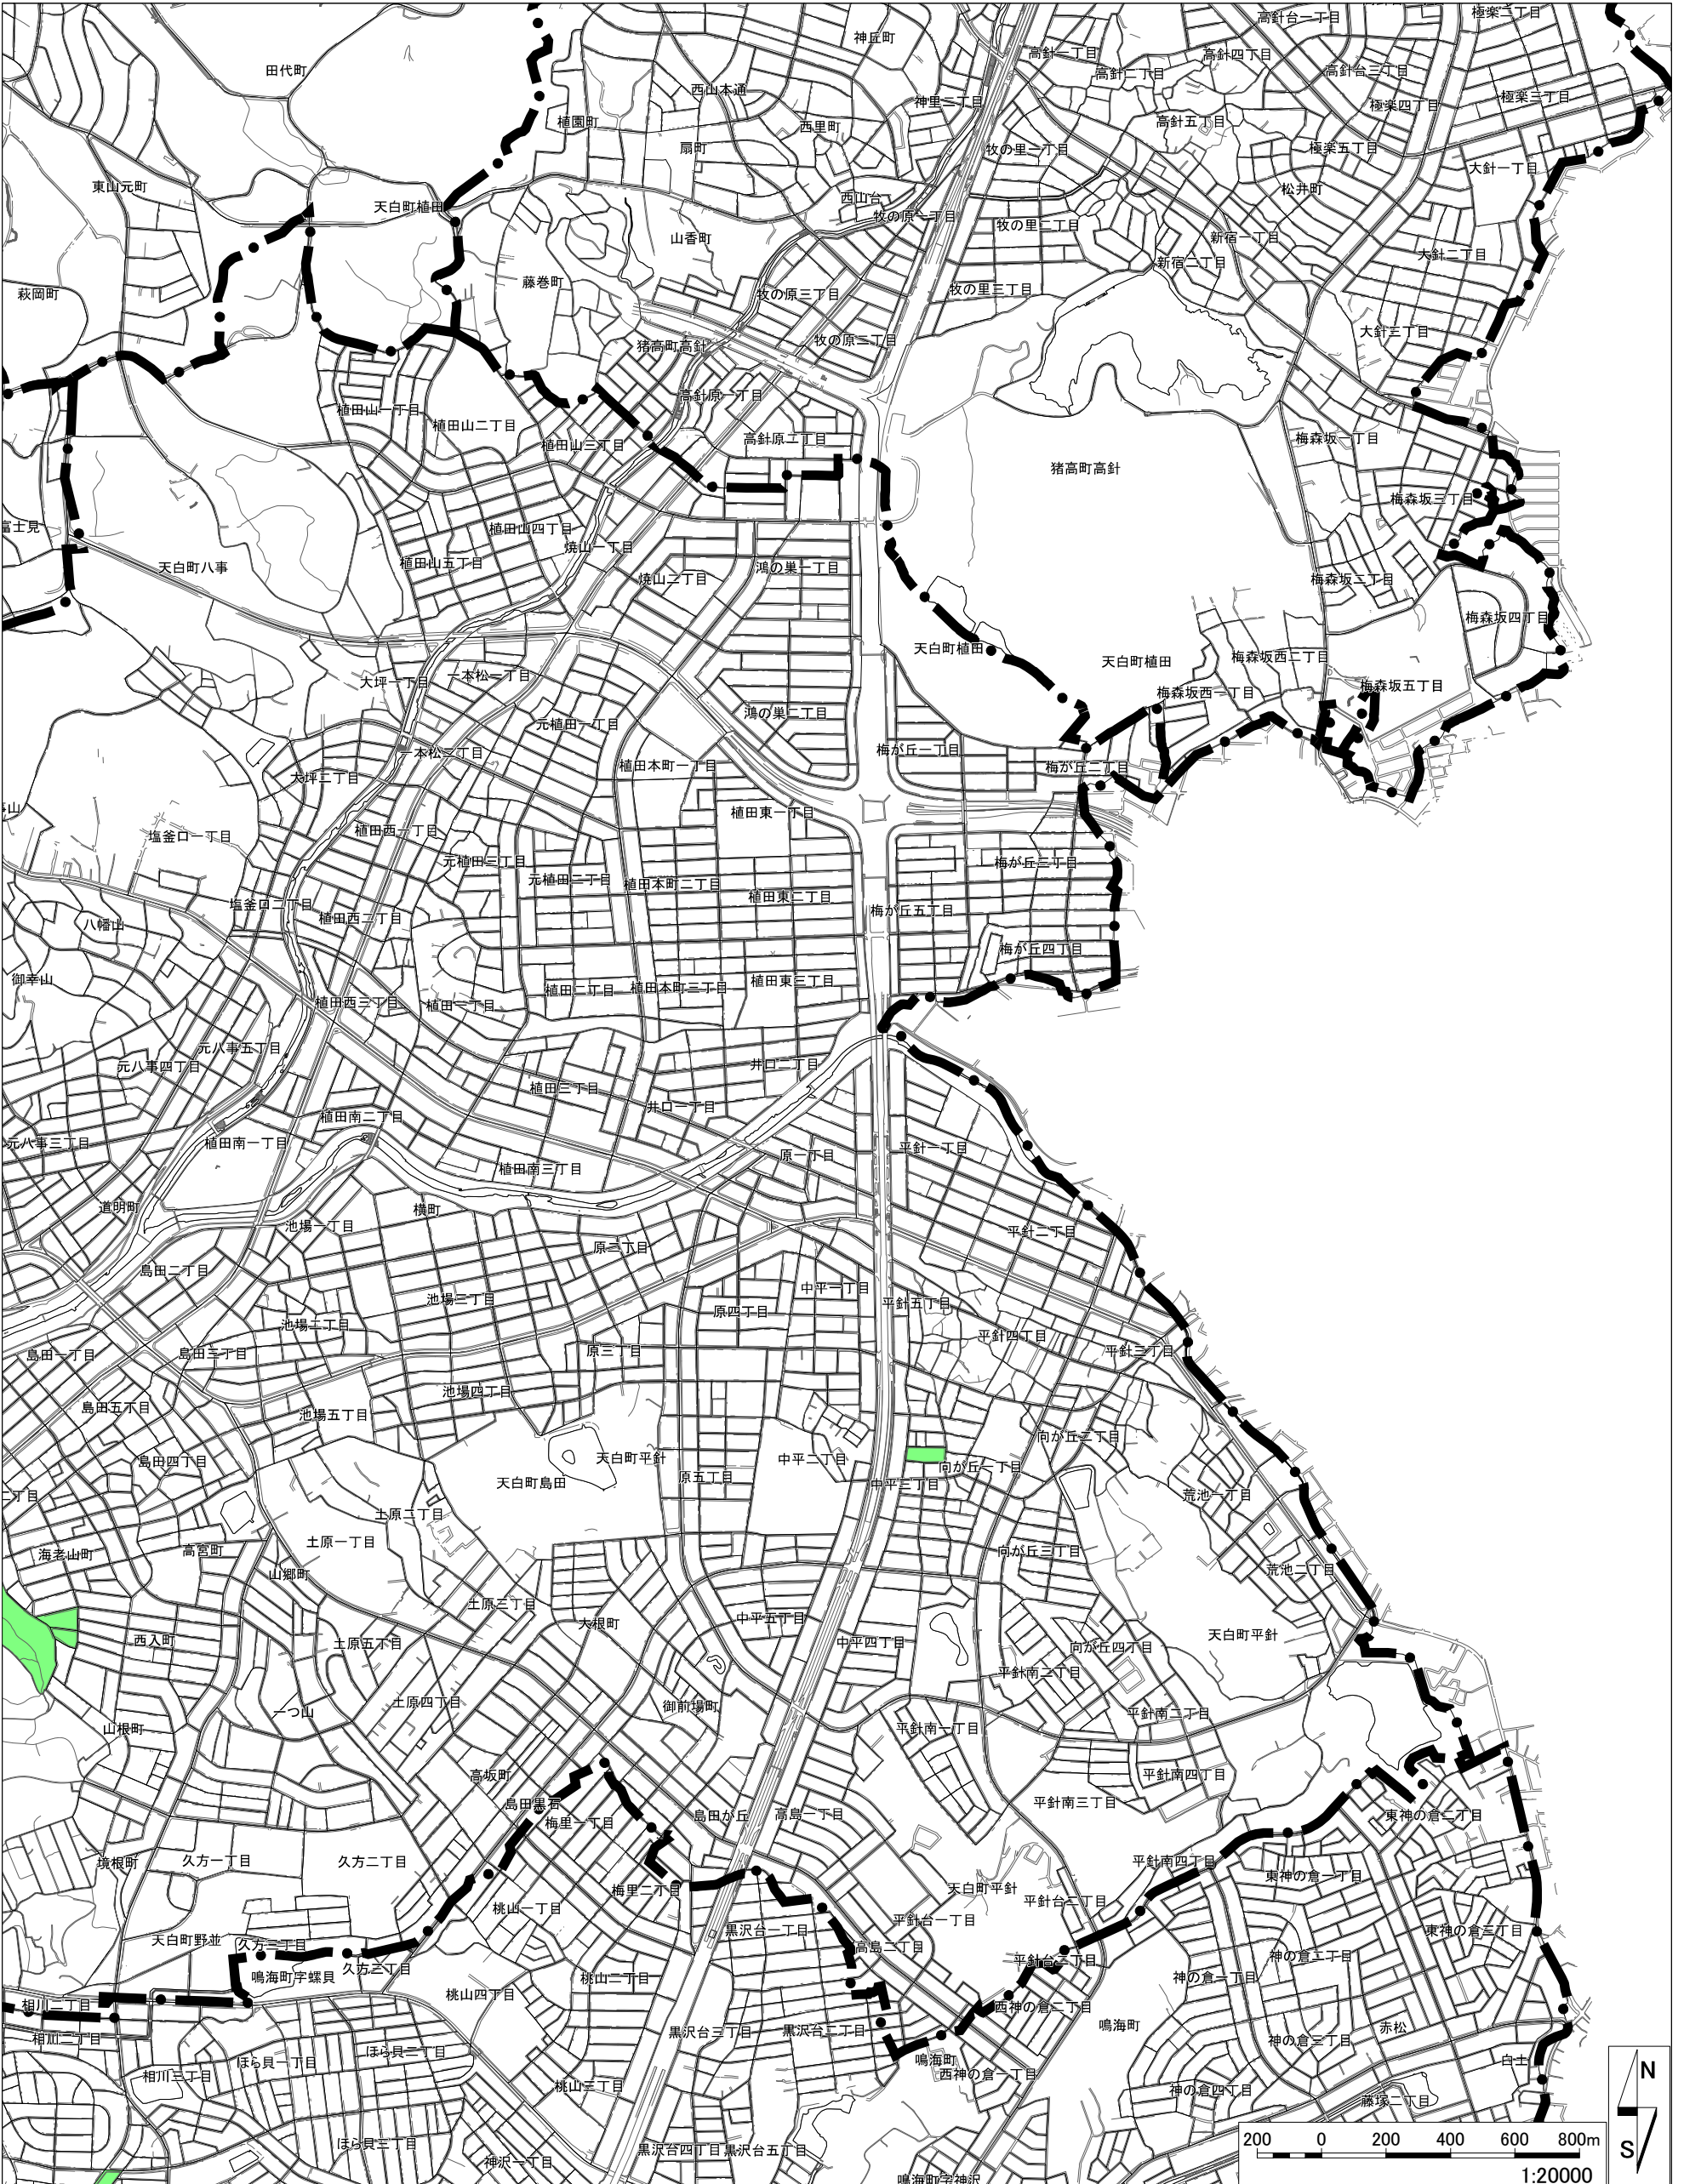 神丘町
高針台一丁目
極楽二丁目
高針一丁目
高針二丁目
高針四丁目
高針台三丁目
田代町
西山本通
神里二丁目
極楽四丁目
極楽三丁目
植園町
西里町
高針五丁目
扇町
牧の里一丁目
極楽五丁目
大針一丁目
東山元町
天白町植田
西山台
牧の原一丁目
松井町
山香町
牧の里二丁目
新宿一丁目
大針二丁目
新宿二丁目
萩岡町
藤巻町
牧の原三丁目
牧の里三丁目
猪高町高針
牧の原二丁目
大針三丁目
植田山一丁目
植田山二丁目
高針原一丁目
植田山三丁目
高針原二丁目
梅森坂一丁目
猪高町高針
梅森坂三丁目
富士見
植田山四丁目
焼山一丁目
天白町八事
植田山五丁目
焼山二丁目
鴻の巣一丁目
梅森坂二丁目
梅森坂四丁目
天白町植田
天白町植田
梅森坂西二丁目
大坪一丁目
一本松一丁目
梅森坂西一丁目
梅森坂五丁目
元植田一丁目
鴻の巣二丁目
一本松二丁目
植田本町一丁目
梅が丘一丁目
梅が丘二丁目
大坪二丁目
塩釜口一丁目
植田西一丁目
植田東一丁目
元植田三丁目
元植田二丁目
植田本町二丁目
梅が丘三丁目
塩釜口二丁目
植田西二丁目
植田東二丁目
梅が丘五丁目
八幡山
梅が丘四丁目
御幸山
植田西三丁目
植田一丁目
植田二丁目
植田本町三丁目
植田東三丁目
元八事五丁目
元八事四丁目
植田三丁目
井口二丁目
井口一丁目
元八事三丁目
植田南一丁目
植田南二丁目
植田南三丁目
原一丁目
平針一丁目
道明町
池場一丁目
横町
原二丁目
平針二丁目
島田二丁目
池場三丁目
中平一丁目
原四丁目
平針五丁目
池場二丁目
平針四丁目
島田一丁目
島田三丁目
原三丁目
平針三丁目
池場四丁目
島田五丁目
池場五丁目
島田四丁目
天白町島田
天白町平針
原五丁目
中平二丁目
中平三丁目
向が丘一丁目
向が丘二丁目
荒池一丁目
二丁目
土原二丁目
海老山町
高宮町
土原一丁目
山郷町
向が丘三丁目
荒池二丁目
土原三丁目
西入町
土原五丁目
大根町
中平五丁目
中平四丁目
向が丘四丁目
天白町平針
平針南二丁目
土原四丁目
一つ山
山根町
御前場町
平針南一丁目
平針南二丁目
高坂町
島田黒石
梅里一丁目
島田が丘
高島一丁目
平針南三丁目
平針南四丁目
東神の倉二丁目
境根町
久方一丁目
久方二丁目
梅里二丁目
天白町平針
平針南四丁目
東神の倉一丁目
平針台二丁目
桃山一丁目
黒沢台一丁目
平針台一丁目
天白町野並
久方三丁目
高島二丁目
東神の倉三丁目
鳴海町字螺貝
久方三丁目
桃山二丁目
平針台二丁目
神の倉一丁目
神の倉二丁目
相川二丁目
桃山四丁目
西神の倉二丁目
相川二丁目
黒沢台三丁目
黒沢台二丁目
鳴海町
神の倉三丁目
赤松
相川三丁目
ほら貝一丁目
ほら貝二丁目
桃山三丁目
鳴海町
西神の倉一丁目
神の倉四丁目
白土
藤塚二丁目
ほら貝三丁目
神沢一丁目
黒沢台四丁目
黒沢台五丁目
鳴海町字神沢
N
S
200 0 200 400 600 800m
1:20000